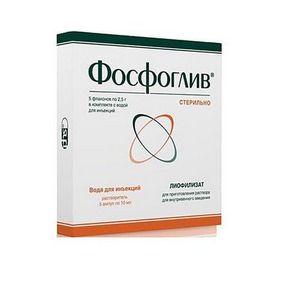 Фосфоглив®
СТЕРИЛЬНО
5 флаконов по 2,5 г
в комплекте с водой
для инъекций
Вода для инъекций
растворитель
5 ампул по 10 мл
ЛИОФИЛИЗАТ
для приготовления раствора
для внутривенного введения